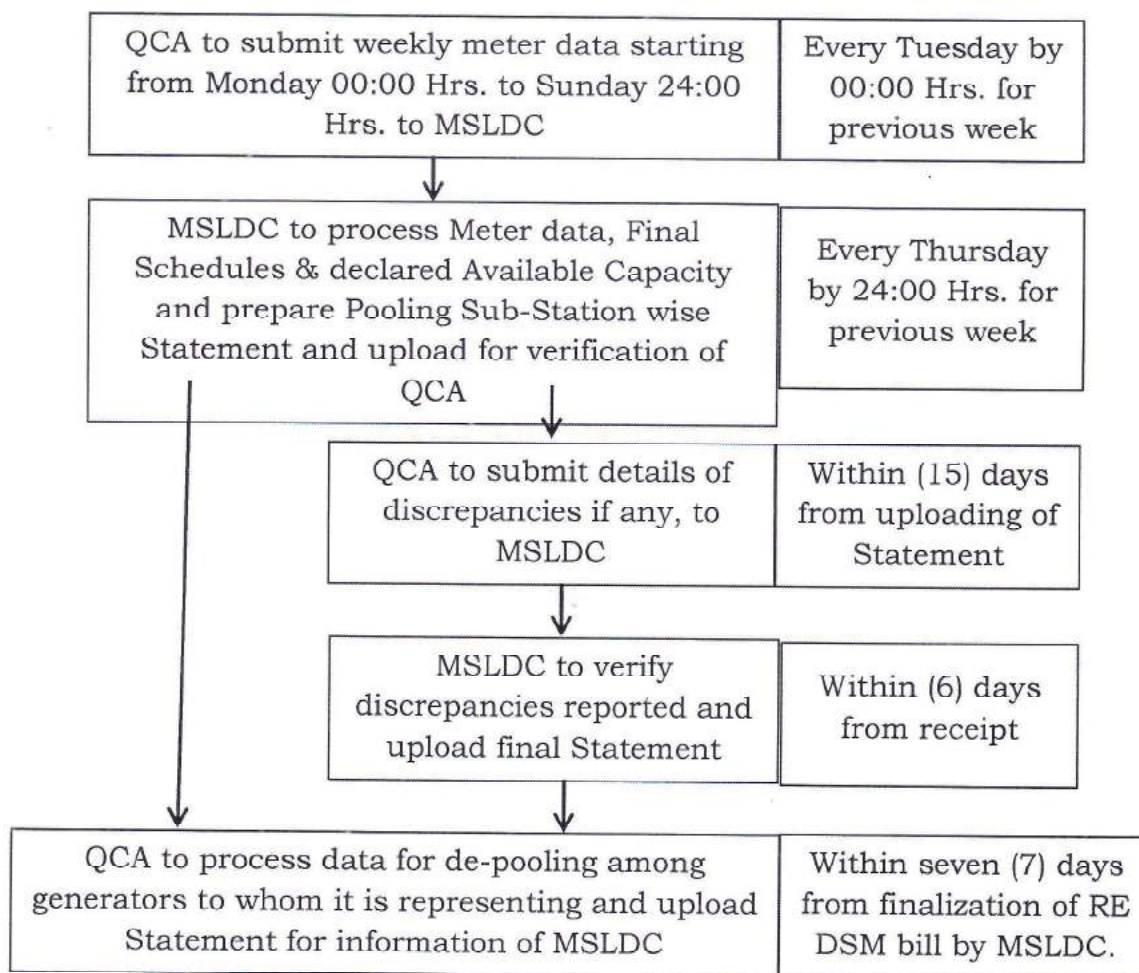 QCA to submit weekly meter data starting
from Monday 00:00 Hrs. to Sunday 24:00
Hrs. to MSLDC
Every Tuesday by
00:00 Hrs. for
previous week
MSLDC to process Meter data, Final
Schedules & declared Available Capacity
and prepare Pooling Sub-Station wise
Statement and upload for verification of
QCA
Every Thursday
by 24:00 Hrs. for
previous week
QCA to submit details of
discrepancies if any, to
MSLDC
Within (15) days
from uploading of
Statement
MSLDC to verify
discrepancies reported and
upload final Statement
Within (6) days
from receipt
QCA to process data for de-pooling among
generators to whom it is representing and upload
Statement for information of MSLDC
Within seven (7) days
from finalization of RE
DSM bill by MSLDC.